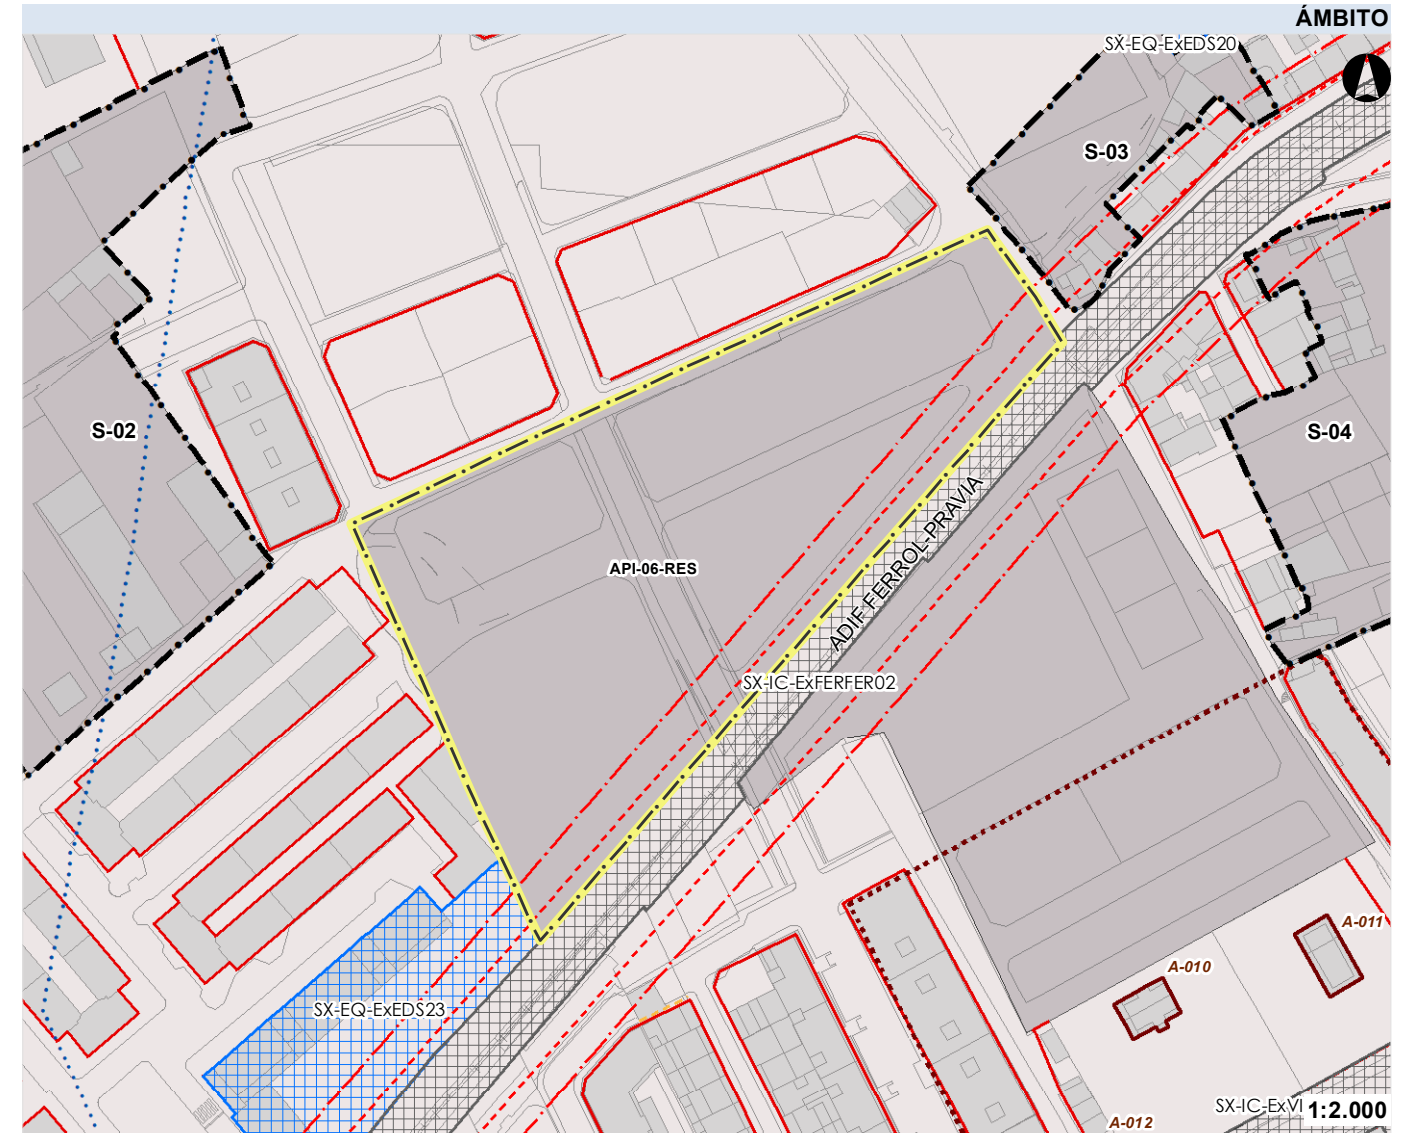 ÁMBITO
SX-EQ-ExEDS20
S-03
S-02
S-04
API-06-RES
ADIF FERROL-PRAVIA
SX-IC-ExFERFER02
A-011
A-010
SX-EQ-ExEDS23
SX-IC-ExVI
1:2.000
A-012